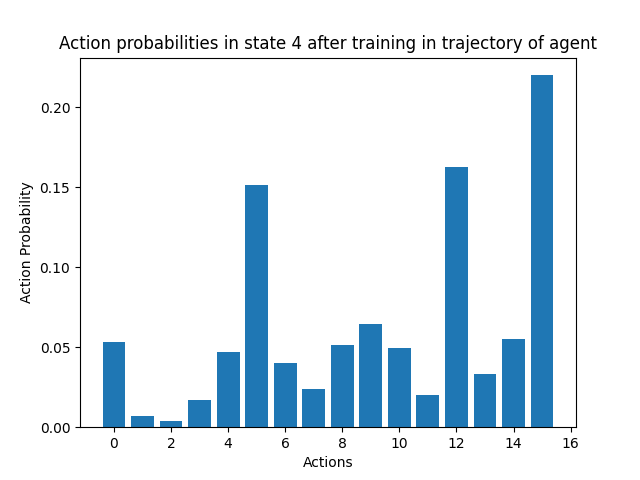 Action probabilities in state 4 after training in trajectory of agent
0.20
0.15
0.10
0.05
0.00
Action Probability
0 2 4 6 8 10 12 14 16
Actions